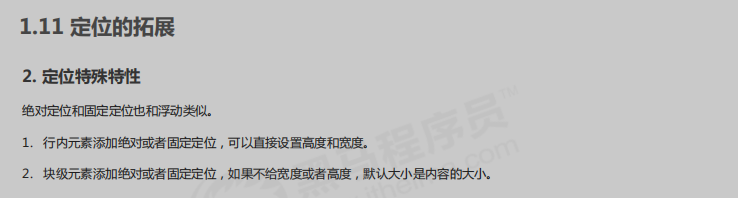 1.11 定位的拓展
2. 定位特殊特性
绝对定位和固定定位也和浮动类似。
1. 行内元素添加绝对或者固定定位，可以直接设置高度和宽度。
2. 块级元素添加绝对或者固定定位，如果不给宽度或者高度，默认大小是内容的大小。